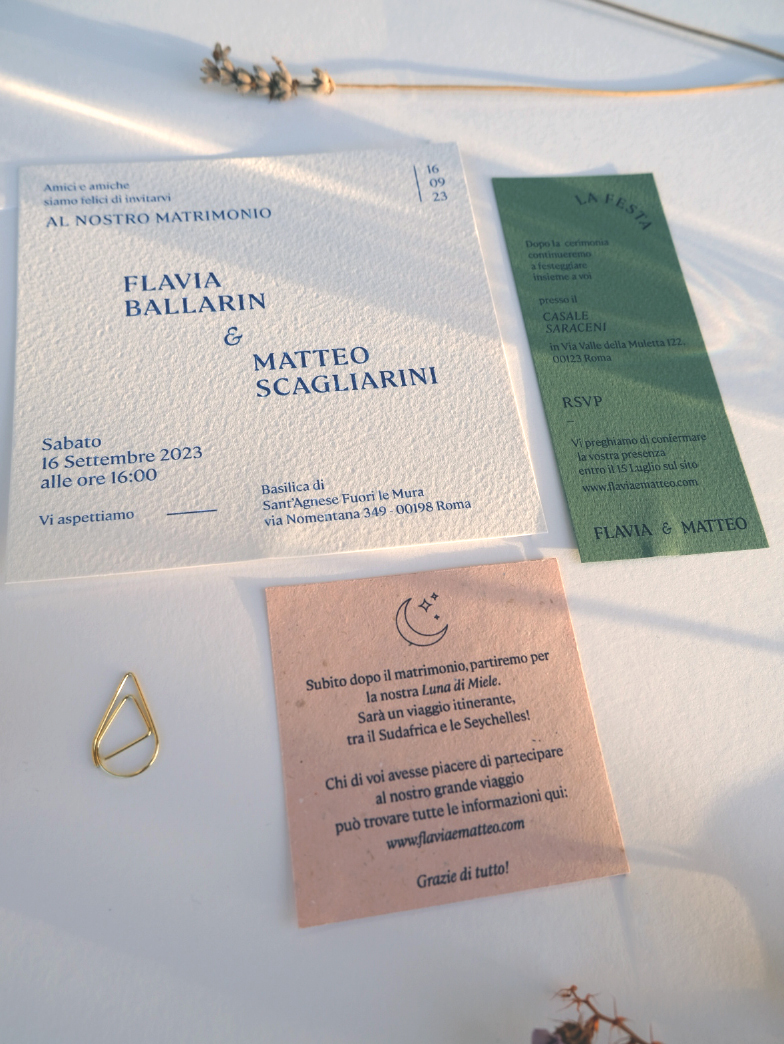 Amici e amiche
siamo felici di invitarvi
AL NOSTRO MATRIMONIO
16
09
23
FLAVIA
BALLARIN
&
MATTEO
SCAGLIARINI
Sabato
16 Settembre 2023
alle ore 16:00
Vi aspettiamo
Basilica di
Sant'Agnese Fuori le Mura
via Nomentana 349 - 00198 Roma
LA FESTA
Dopo la cerimonia
continueremo
a festeggiare
insieme a voi
presso il
CASALE
SARACENI
in Via Valle della Muletta 122,
00123 Roma
RSVP
–
Vi preghiamo di confermare
la vostra presenza
entro il 15 Luglio sul sito
www.flaviaematteo.com
FLAVIA & MATTEO
Subito dopo il matrimonio, partiremo per
la nostra Luna di Miele.
Sarà un viaggio itinerante,
tra il Sudafrica e le Seychelles!
Chi di voi avesse piacere di partecipare
al nostro grande viaggio
può trovare tutte le informazioni qui:
www.flaviaematteo.com
Grazie di tutto!